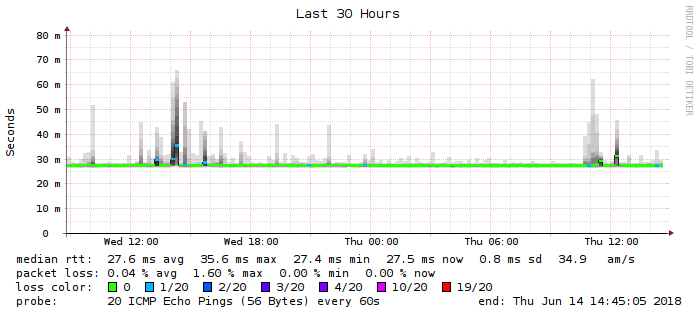 Last 30 Hours
RRDTOOL / TOBI OETIKER
Seconds
80 m
70 m
60 m
50 m
40 m
30 m
20 m
10 m
0
Wed 12:00 Wed 18:00 Thu 00:00 Thu 06:00 Thu 12:00
median rtt: 27.6 ms avg 35.6 ms max 27.4 ms min 27.5 ms now 0.8 ms sd 34.9 am/s
packet loss: 0.04 % avg 1.60 % max 0.00 % min 0.00 % now
loss color: 0 1/20 2/20 3/20 4/20 10/20 19/20
probe: 20 ICMP Echo Pings (56 Bytes) every 60s end: Thu Jun 14 14:45:05 2018